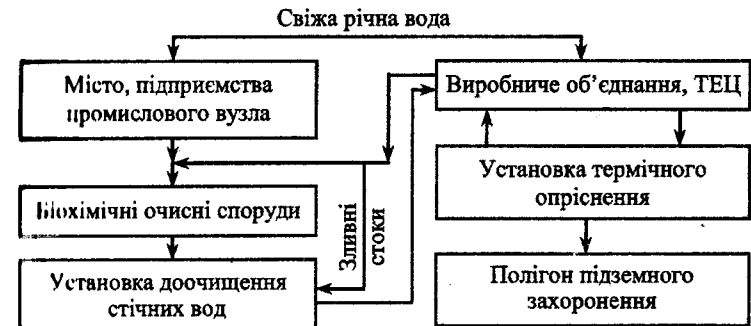 Свіжа річна вода
Місто, підприємства
промислового вузла
Виробниче об’єднання, ТЕЦ
Установка термічного
опріснення
Біохімічні очисні споруди
Зливні
стоки
Установка доочищення
стічних вод
Полігон підземного
захоронення